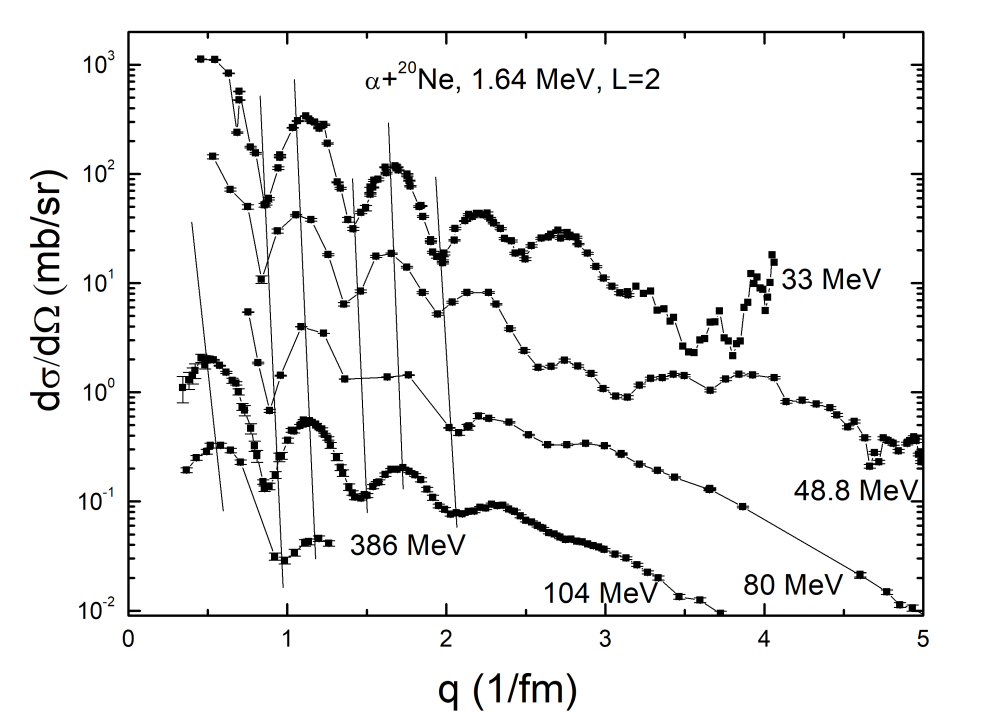 α+²⁰Ne, 1.64 MeV, L=2
dσ/dΩ (mb/sr)
10³
10²
10¹
10⁰
10⁻¹
10⁻²
33 MeV
48.8 MeV
386 MeV
104 MeV
80 MeV
0 1 2 3 4 5
q (1/fm)